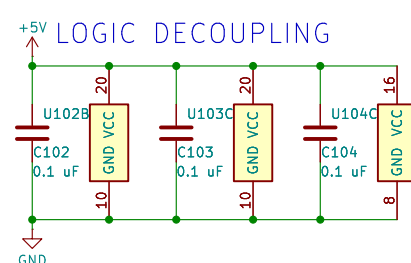 +5V
LOGIC DECOUPLING
20
20
16
U102B
U103C
U104C
GND VCC
GND VCC
GND VCC
C102
C103
C104
0.1 uF
0.1 uF
0.1 uF
10
10
8
GND